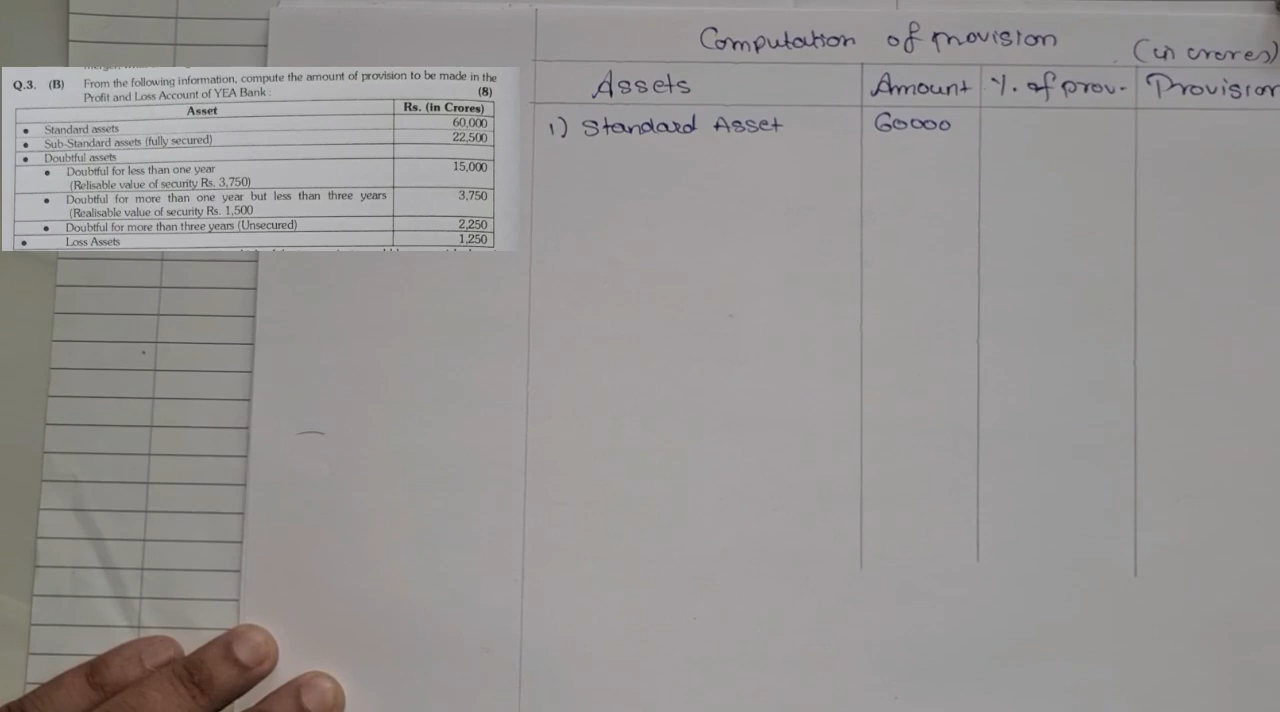 Q.3. (B) From the following information, compute the amount of provision to be made in the
Profit and Loss Account of YEA Bank : (8)
Asset Rs. (in Crores)
• Standard assets 60,000
• Sub-Standard assets (fully secured) 22,500
• Doubtful assets
• Doubtful for less than one year 15,000
(Relisable value of security Rs. 3,750)
• Doubtful for more than one year but less than three years 3,750
(Realisable value of security Rs. 1,500
• Doubtful for more than three years (Unsecured) 2,250
• Loss Assets 1,250
Computation of provision
(in crores)
Assets Amount % of prov. Provision
1) Standard Asset 60000